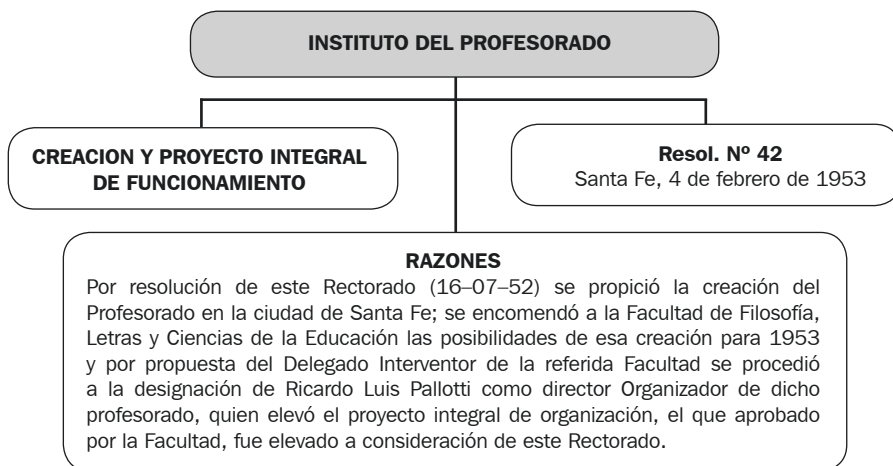 INSTITUTO DEL PROFESORADO
CREACION Y PROYECTO INTEGRAL
DE FUNCIONAMIENTO
Resol. Nº 42
Santa Fe, 4 de febrero de 1953
RAZONES
Por resolución de este Rectorado (16–07–52) se propició la creación del
Profesorado en la ciudad de Santa Fe; se encomendó a la Facultad de Filosofía,
Letras y Ciencias de la Educación las posibilidades de esa creación para 1953
y por propuesta del Delegado Interventor de la referida Facultad se procedió
a la designación de Ricardo Luis Pallotti como director Organizador de dicho
profesorado, quien elevó el proyecto integral de organización, el que aprobado
por la Facultad, fue elevado a consideración de este Rectorado.